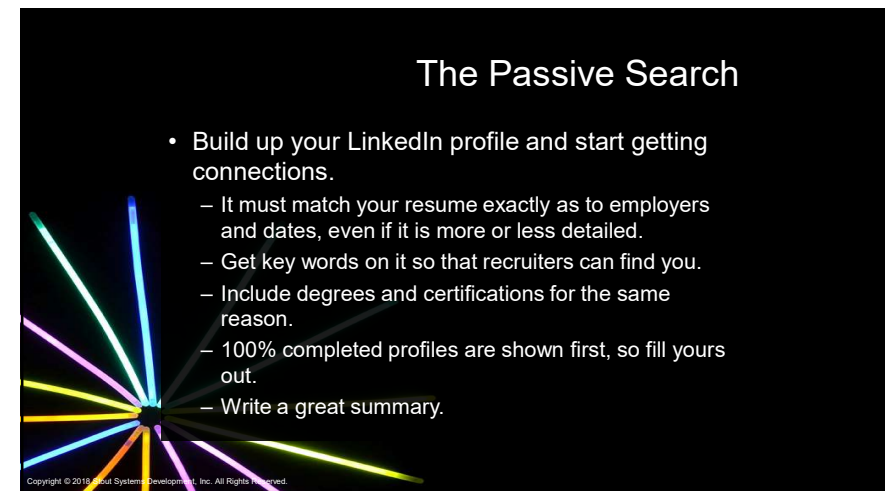 The Passive Search
• Build up your LinkedIn profile and start getting
connections.
– It must match your resume exactly as to employers
and dates, even if it is more or less detailed.
– Get key words on it so that recruiters can find you.
– Include degrees and certifications for the same
reason.
– 100% completed profiles are shown first, so fill yours
out.
– Write a great summary.
Copyright © 2018 Stout Systems Development, Inc. All Rights Reserved.